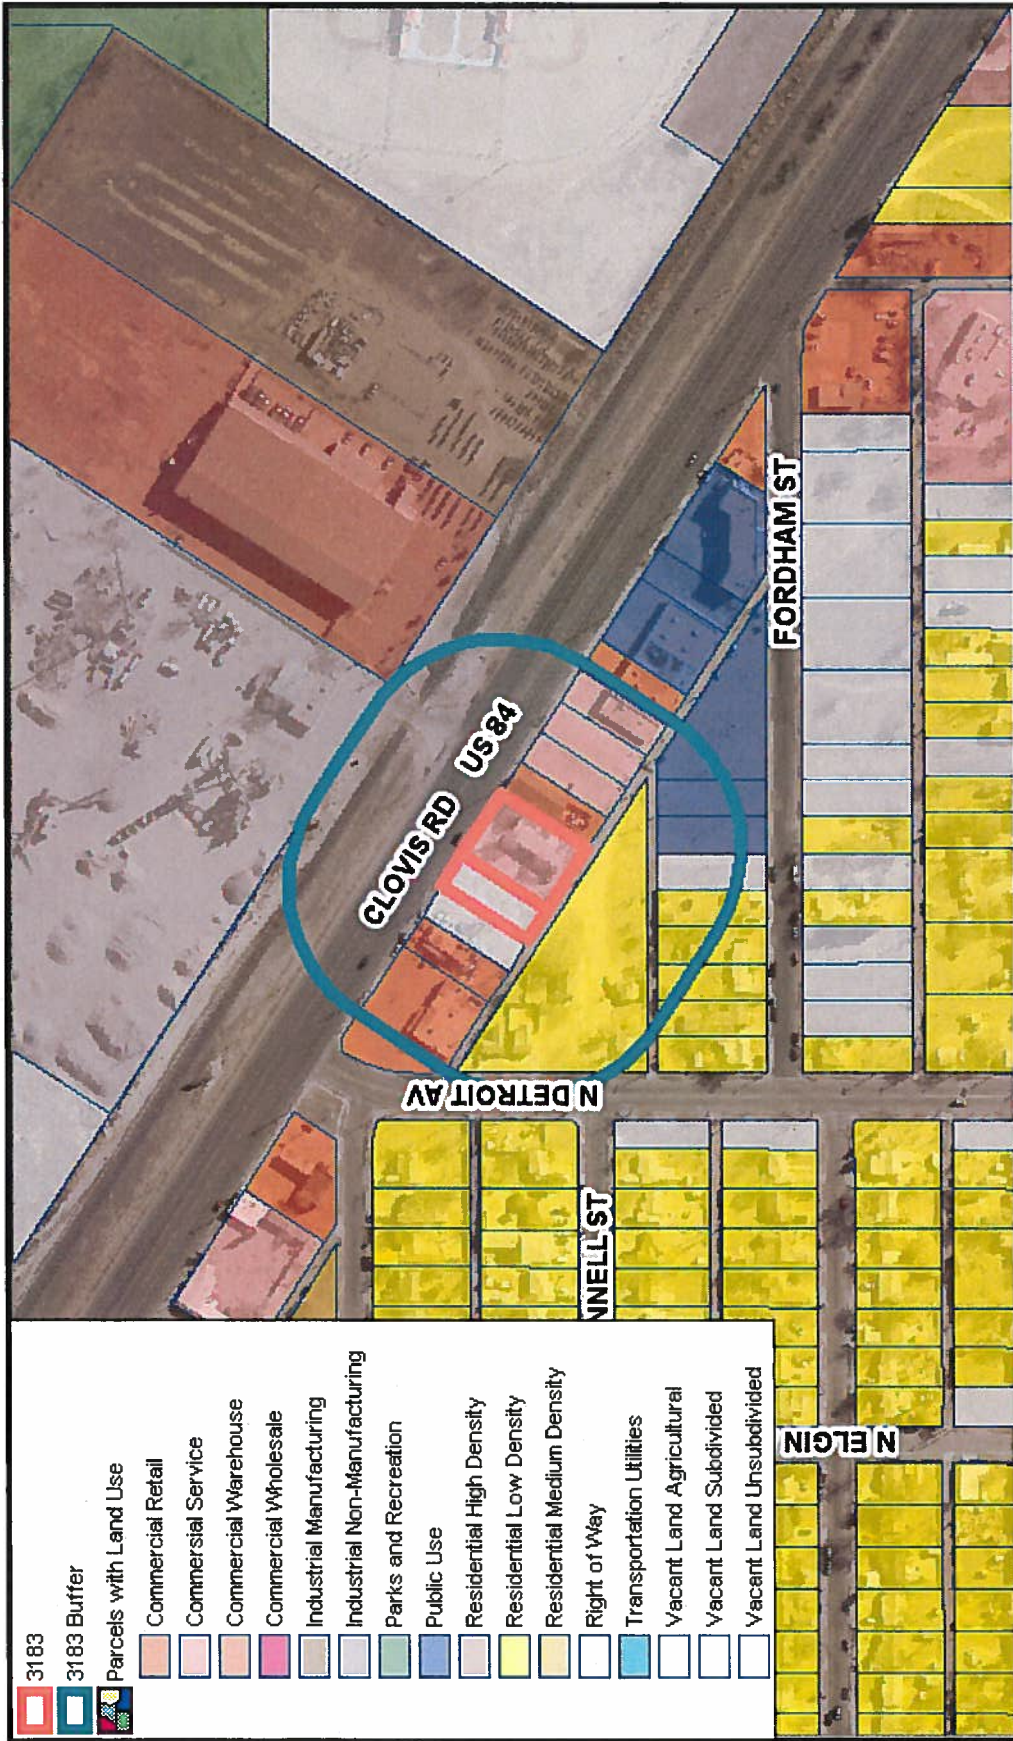 3183
3183 Buffer
Parcels with Land Use
Commercial Retail
Commersial Service
Commercial Warehouse
Commercial Wholesale
Industrial Manufacturing
Industrial Non-Manufacturing
Parks and Recreation
Public Use
Residential High Density
Residential Low Density
Residential Medium Density
Right of Way
Transportation Utilities
Vacant Land Agricultural
Vacant Land Subdivided
Vacant Land Unsubdivided
CLOVIS RD US 84
N DETROIT AV
FORDHAM ST
NNELL ST
N ELGIN